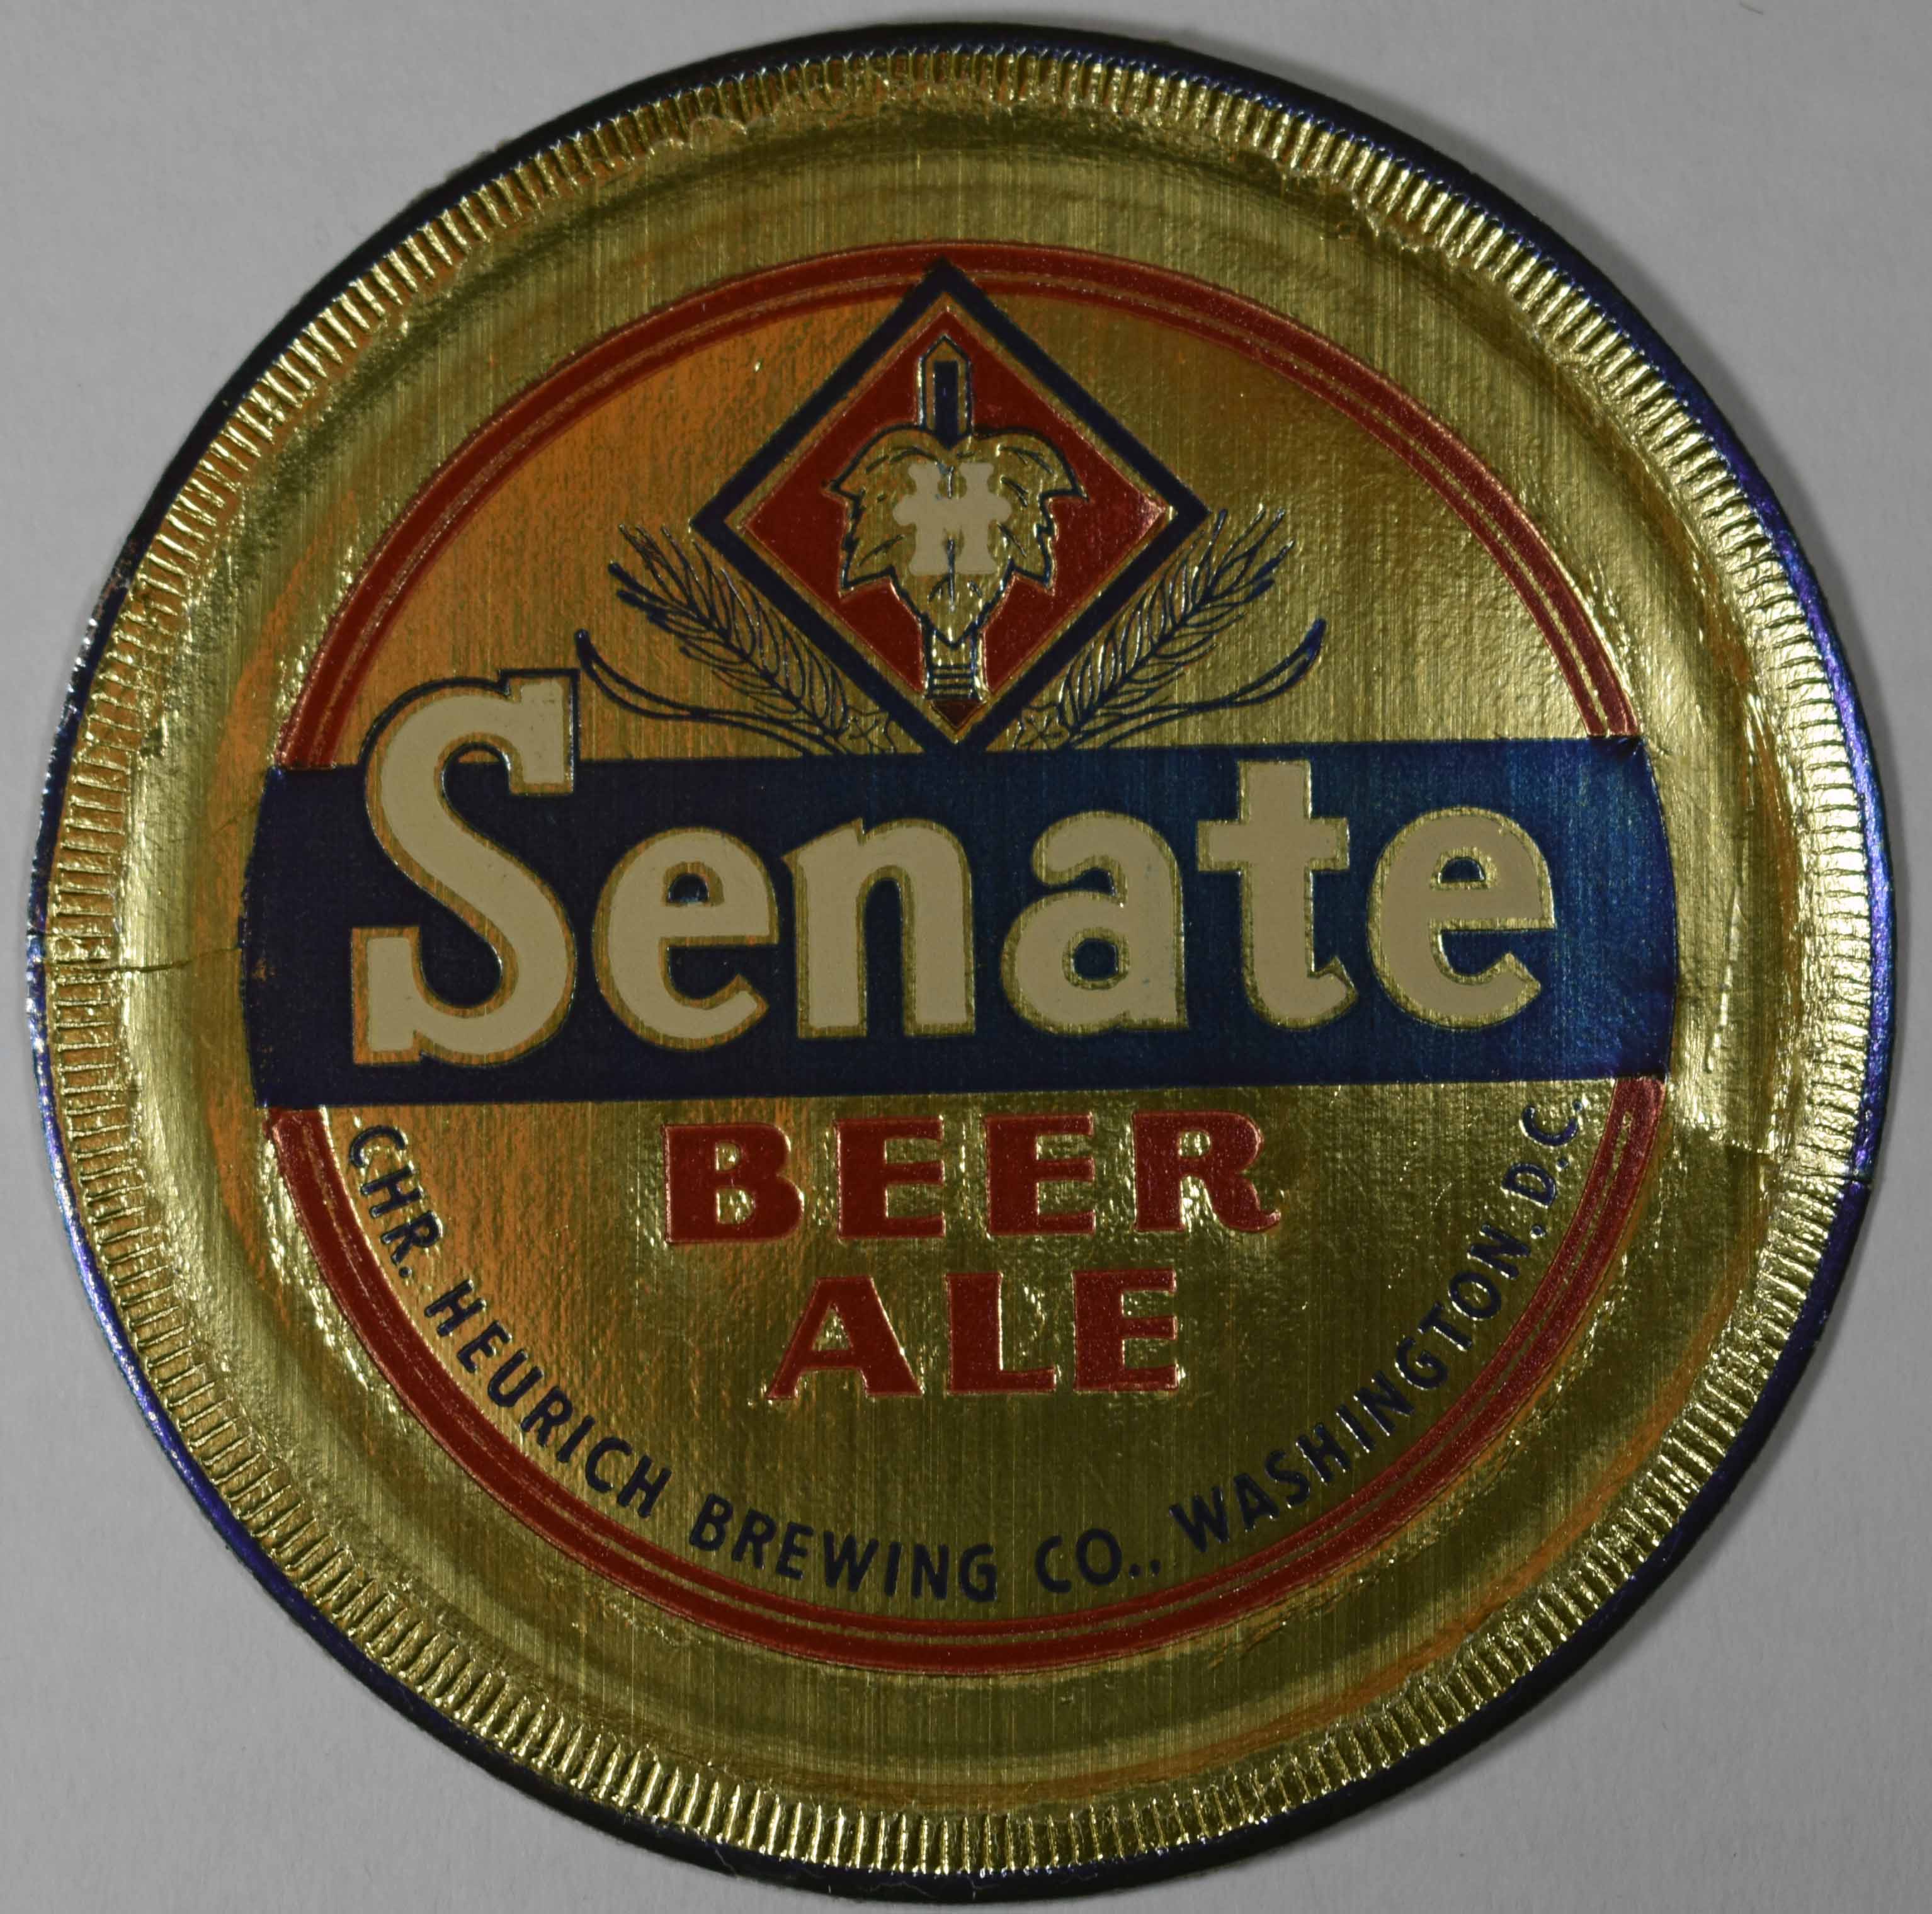 H
Senate
BEER
ALE
CHR. HEURICH BREWING CO., WASHINGTON, D.C.